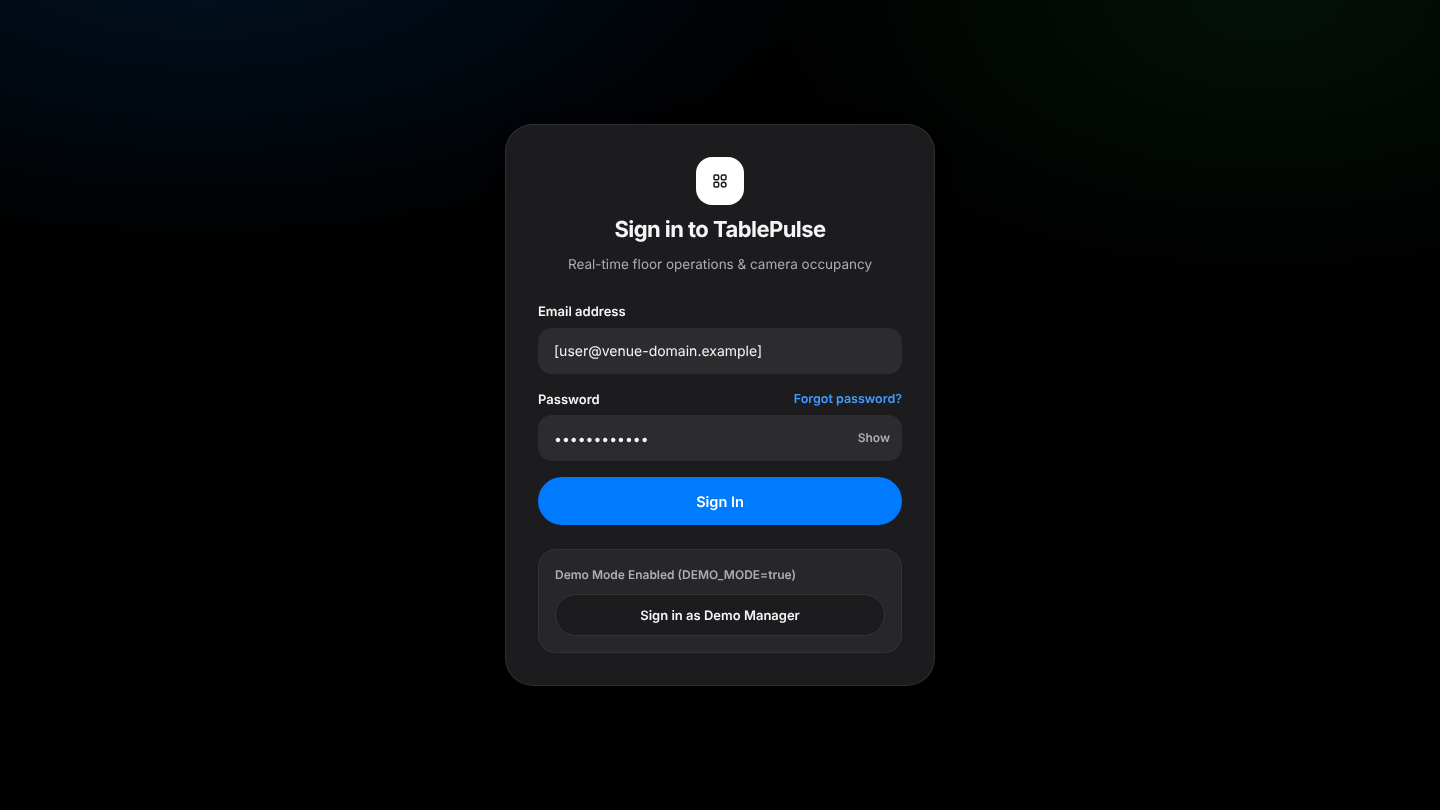 Sign in to TablePulse
Real-time floor operations & camera occupancy
Email address
[user@venue-domain.example]
Password
Forgot password?
••••••••••••
Show
Sign In
Demo Mode Enabled (DEMO_MODE=true)
Sign in as Demo Manager